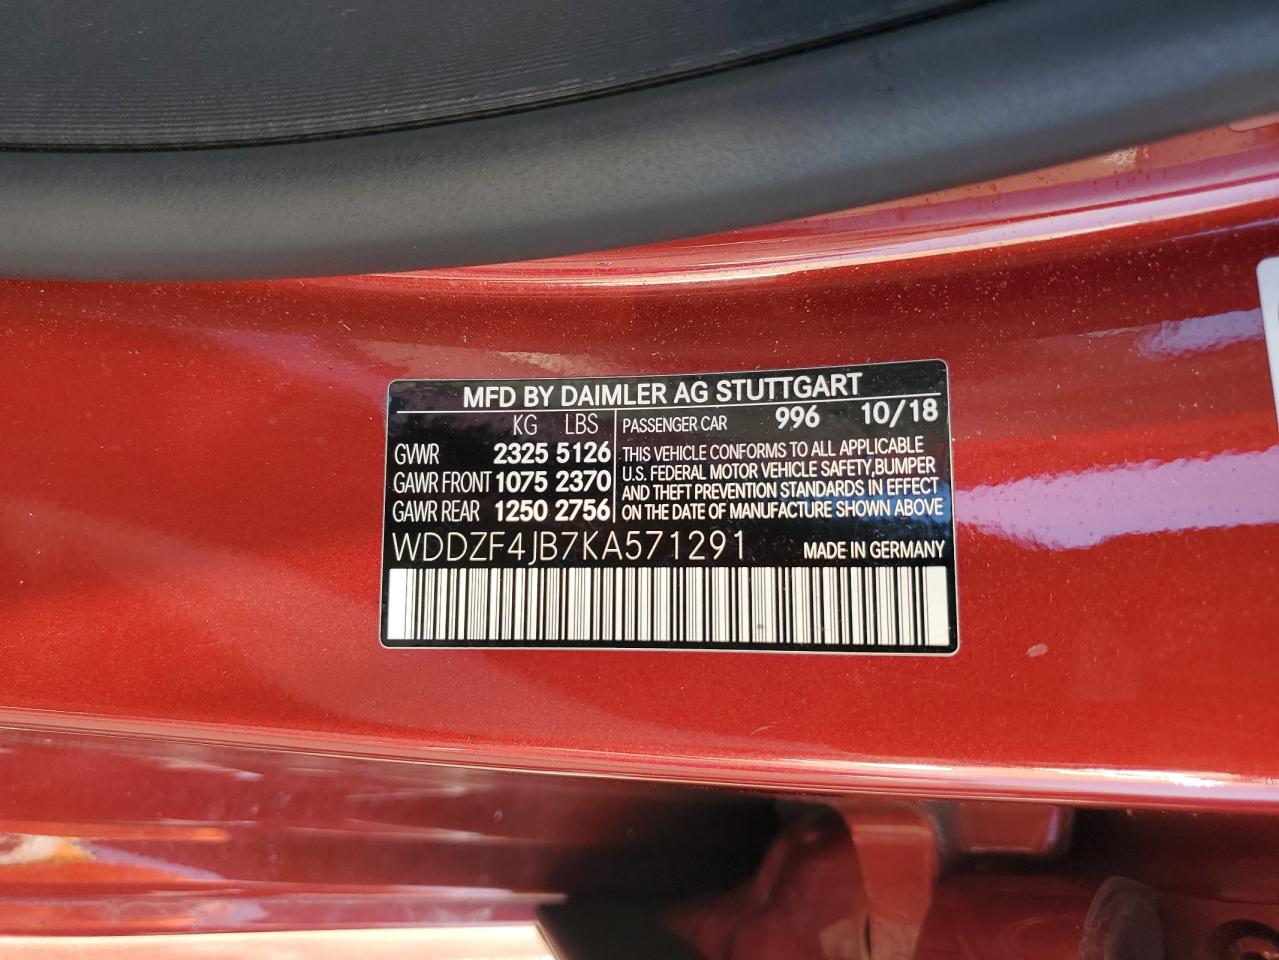 MFD BY DAIMLER AG STUTTGART
KG LBS
GVWR 2325 5126
GAWR FRONT 1075 2370
GAWR REAR 1250 2756
PASSENGER CAR 996 10/18
THIS VEHICLE CONFORMS TO ALL APPLICABLE
U.S. FEDERAL MOTOR VEHICLE SAFETY,BUMPER
AND THEFT PREVENTION STANDARDS IN EFFECT
ON THE DATE OF MANUFACTURE SHOWN ABOVE
WDDZF4JB7KA571291 MADE IN GERMANY